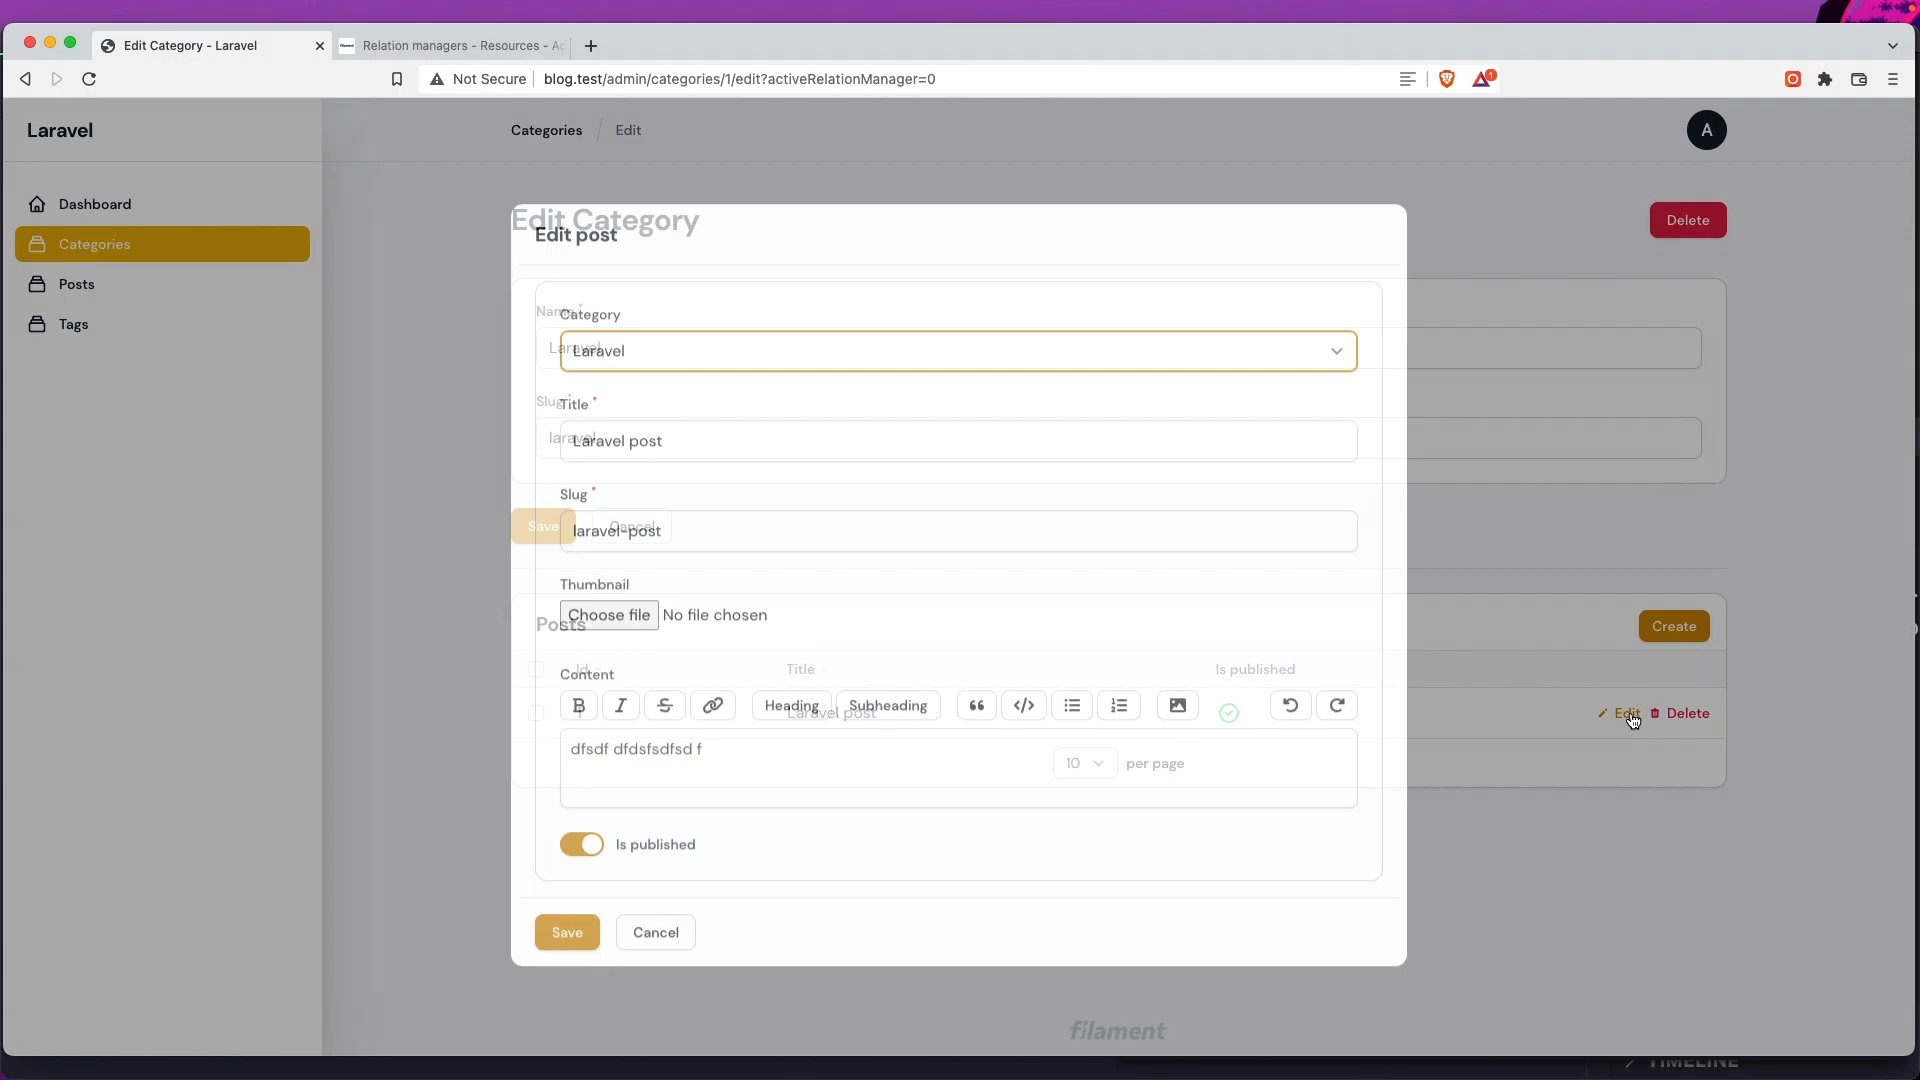 Edit Category - Laravel
Relation managers - Resources - Ad
Not Secure
blog.test/admin/categories/1/edit?activeRelationManager=0
1
Laravel
Categories / Edit
A
Dashboard
Categories
Posts
Tags
Edit Category
Delete
Edit post
Name *
Category
Laravel
Laravel
Slug *
Title *
laravel
Laravel post
Slug *
Save
Cancel
laravel-post
Thumbnail
Choose file No file chosen
Posts
Create
Id
Title
Is published
Content
Heading
Subheading
1
Laravel post
Edit
Delete
dfsdf dfdsfsdfsd f
10
per page
Is published
Save
Cancel
filament
TIMELINE